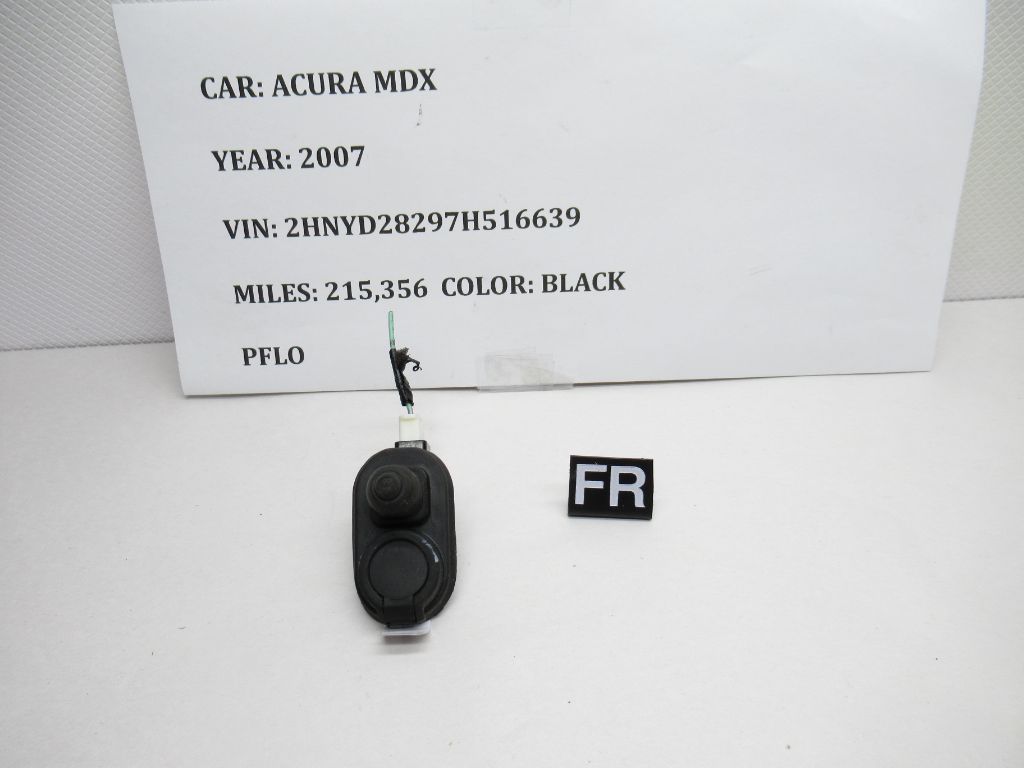 CAR: ACURA MDX
YEAR: 2007
VIN: 2HNYD28297H516639
MILES: 215,356 COLOR: BLACK
PFLO
FR